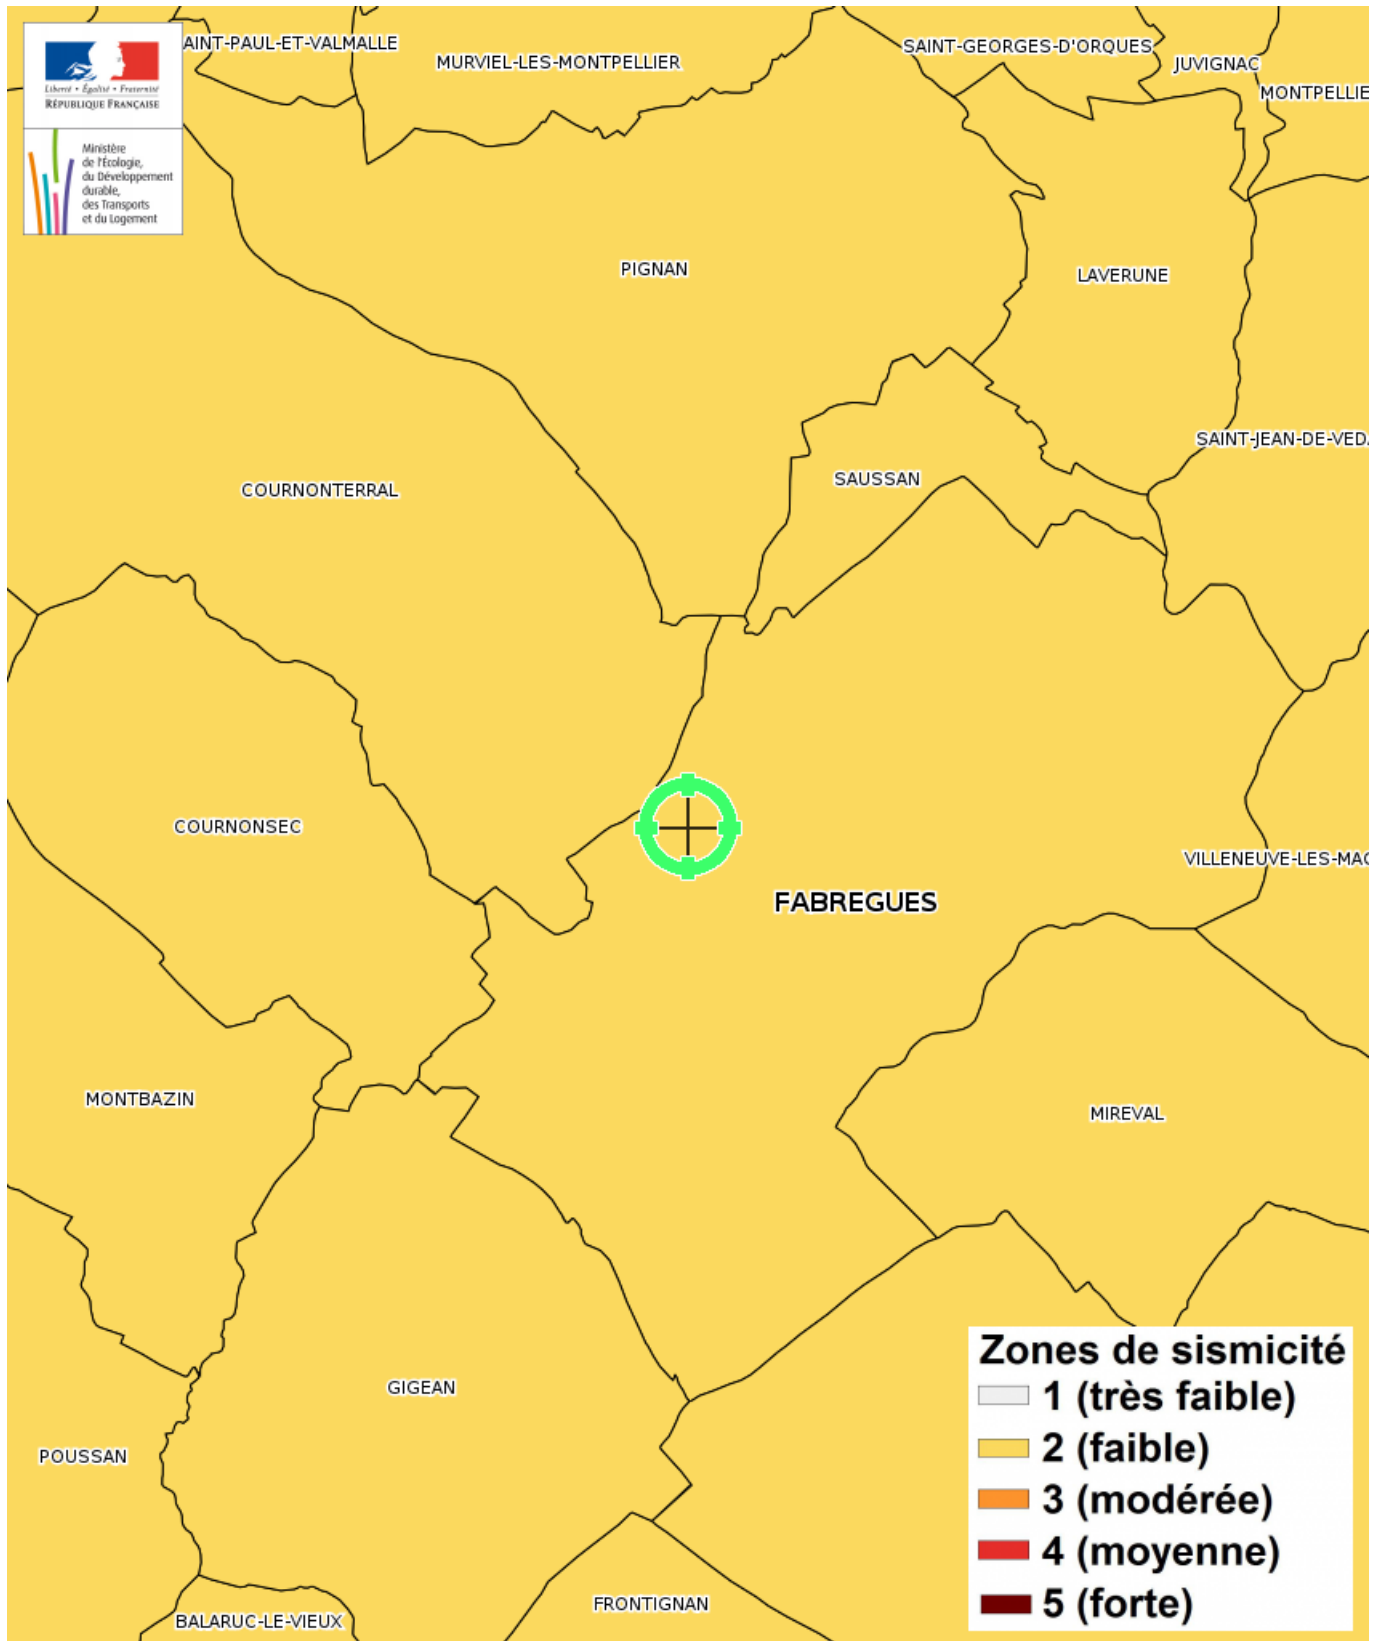 AINT-PAUL-ET-VALMALLE
MURVIEL-LES-MONTPELLIER
SAINT-GEORGES-D'ORQUES
JUVIGNAC
MONTPELLIE
Liberté • Égalité • Fraternité
RÉPUBLIQUE FRANÇAISE
Ministère
de l'Écologie,
du Développement
durable,
des Transports
et du Logement
PIGNAN
LAVERUNE
SAINT-JEAN-DE-VED
SAUSSAN
COURNONTERRAL
COURNONSEC
VILLENEUVE-LES-MAG
FABREGUES
MONTBAZIN
MIREVAL
GIGEAN
POUSSAN
FRONTIGNAN
BALARUC-LE-VIEUX
Zones de sismicité
1 (très faible)
2 (faible)
3 (modérée)
4 (moyenne)
5 (forte)